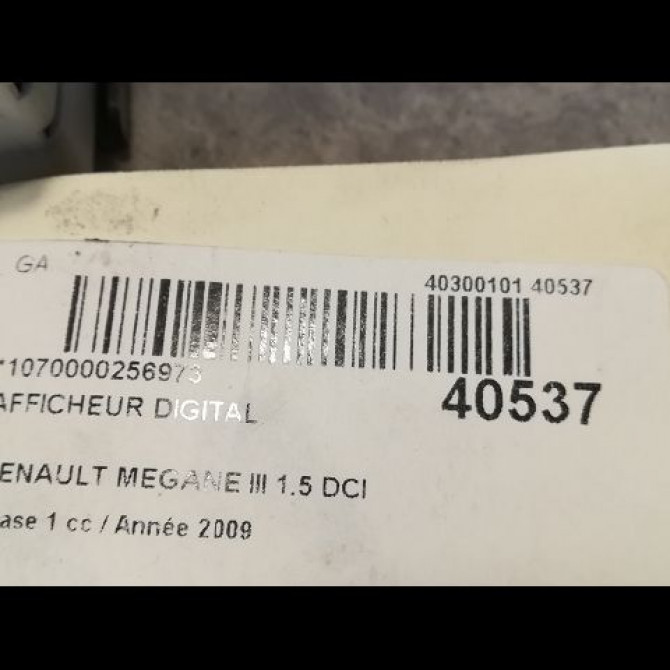 GA
40300101 40537
*1070000256973
40537
AFFICHEUR DIGITAL
ENAULT MEGANE III 1.5 DCI
ase 1 cc / Année 2009